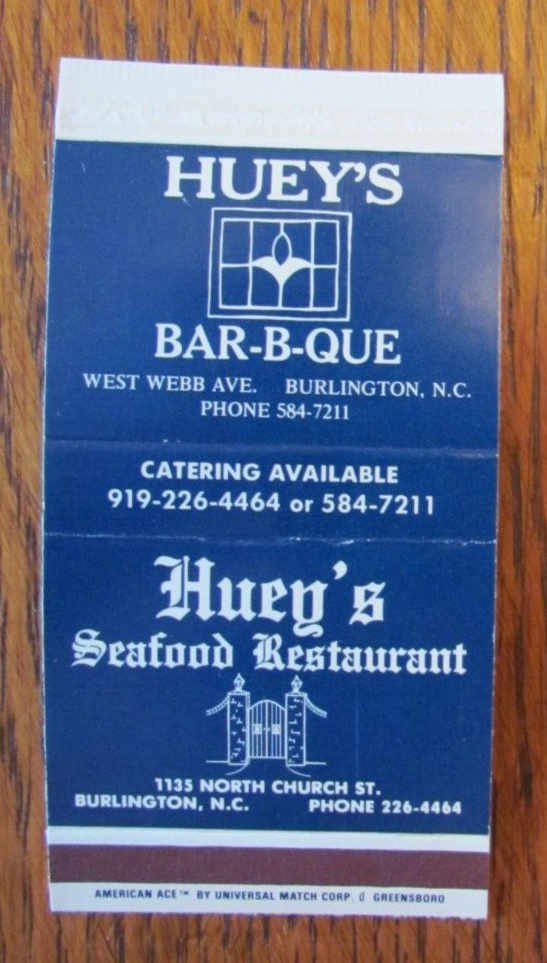 HUEY'S
BAR-B-QUE
WEST WEBB AVE. BURLINGTON, N.C.
PHONE 584-7211
CATERING AVAILABLE
919-226-4464 or 584-7211
Huey's
Seafood Restaurant
1135 NORTH CHURCH ST.
BURLINGTON, N.C. PHONE 226-4464
AMERICAN ACE™ BY UNIVERSAL MATCH CORP. GREENSBORO